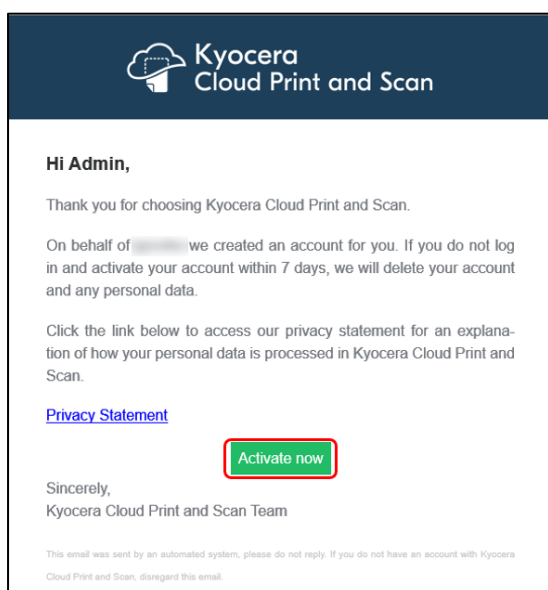 Kyocera
Cloud Print and Scan
Hi Admin,
Thank you for choosing Kyocera Cloud Print and Scan.
On behalf of we created an account for you. If you do not log
in and activate your account within 7 days, we will delete your account
and any personal data.
Click the link below to access our privacy statement for an explana-
tion of how your personal data is processed in Kyocera Cloud Print and
Scan.
Privacy Statement
Activate now
Sincerely,
Kyocera Cloud Print and Scan Team
This email was sent by an automated system, please do not reply. If you do not have an account with Kyocera
Cloud Print and Scan, disregard this email.